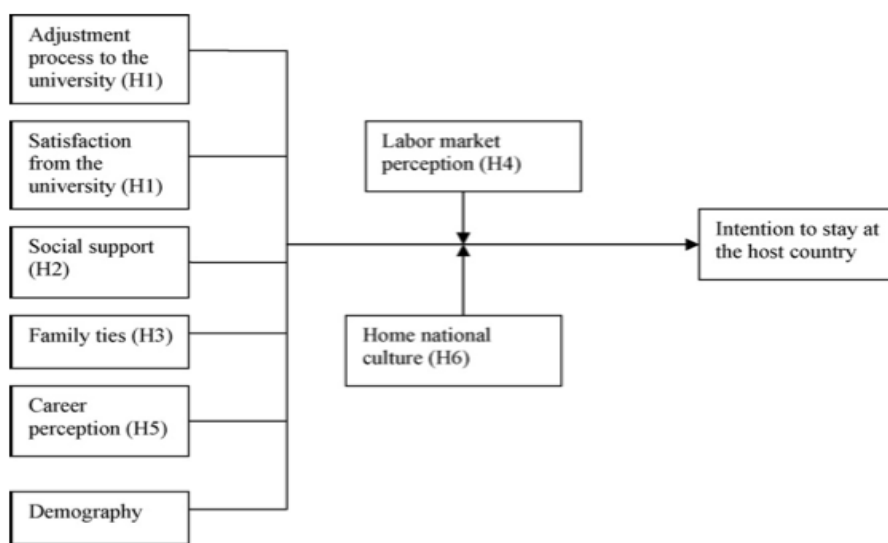 Adjustment
process to the
university (H1)
Satisfaction
from the
university (H1)
Social support
(H2)
Family ties (H3)
Career
perception (H5)
Demography
Labor market
perception (H4)
Home national
culture (H6)
Intention to stay at
the host country